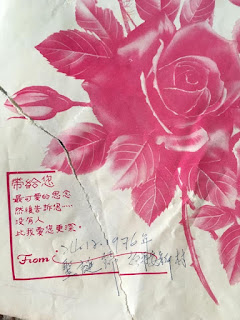 帶給您
最可愛的思念
然後告訴您……
沒有人
比我愛您更深。
24.12.1976年
From